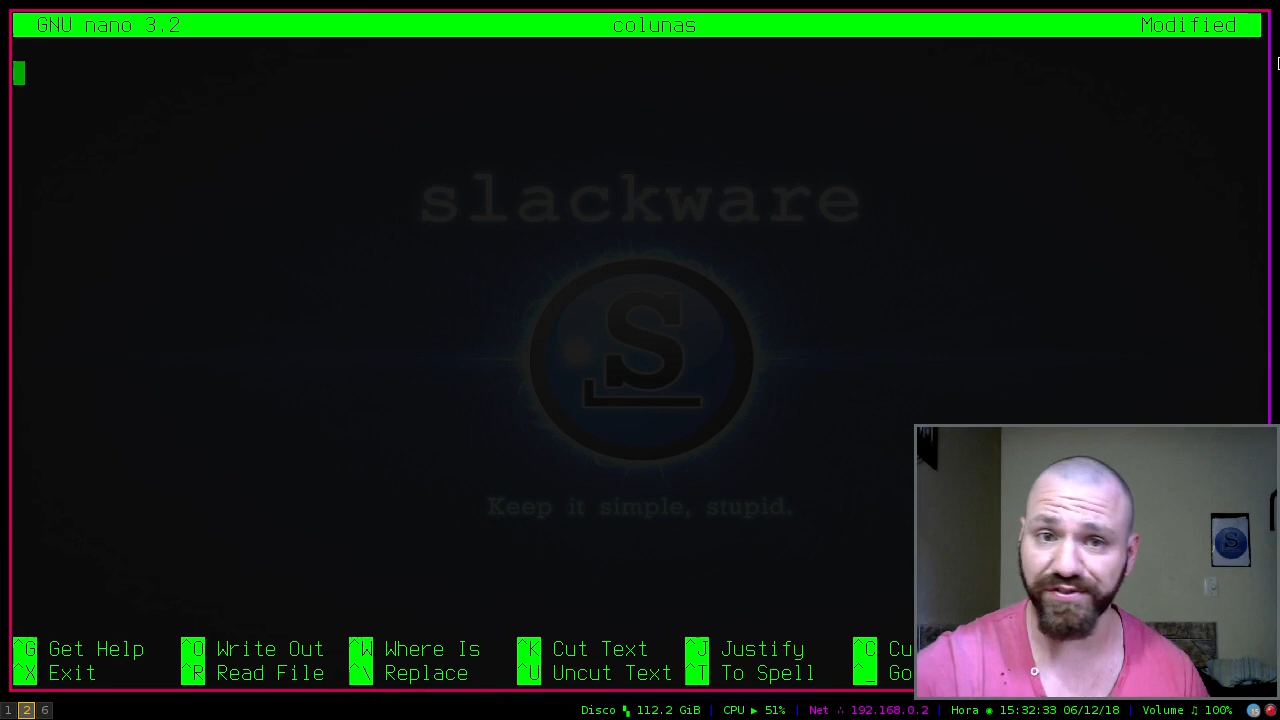 GNU nano 3.2 colunas Modified
slackware
S
Keep it simple, stupid.
^G Get Help ^O Write Out ^W Where Is ^K Cut Text ^J Justify ^C Cu
^X Exit ^R Read File ^\ Replace ^U Uncut Text ^T To Spell ^_ Go
S
1 2 6 Disco ▚ 112.2 GiB | CPU ▶ 51% | Net ∴ 192.168.0.2 | Hora ◉ 15:32:33 06/12/18 | Volume ♫ 100%